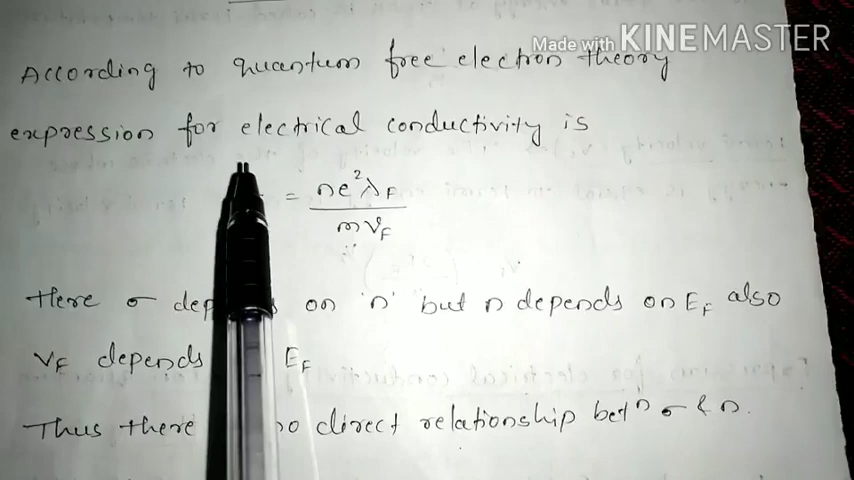 Made with KINEMASTER
According to quantum free electron theory
expression for electrical conductivity is
= ne²λF / mVF
Here σ dep on 'n' but n depends on EF also
VF depends EF
Thus there no direct relationship betⁿ σ & n.